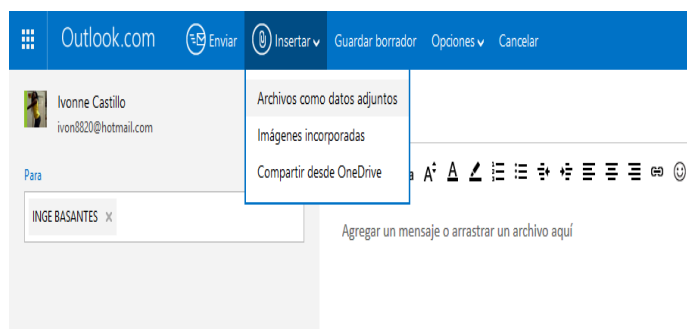 Outlook.com Enviar Insertar Guardar borrador Opciones Cancelar
Ivonne Castillo
ivon8820@hotmail.com
Archivos como datos adjuntos
Imágenes incorporadas
Compartir desde OneDrive
Para
INGE BASANTES ×
Agregar un mensaje o arrastrar un archivo aquí